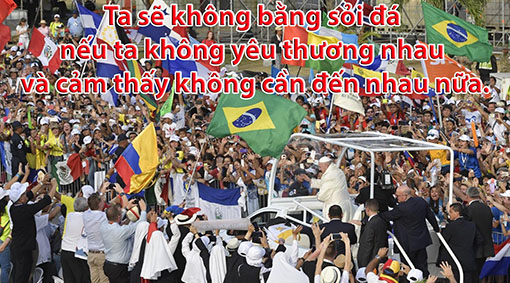 Ta sẽ không bằng sỏi đá
nếu ta không yêu thương nhau
và cảm thấy không cần đến nhau nữa.